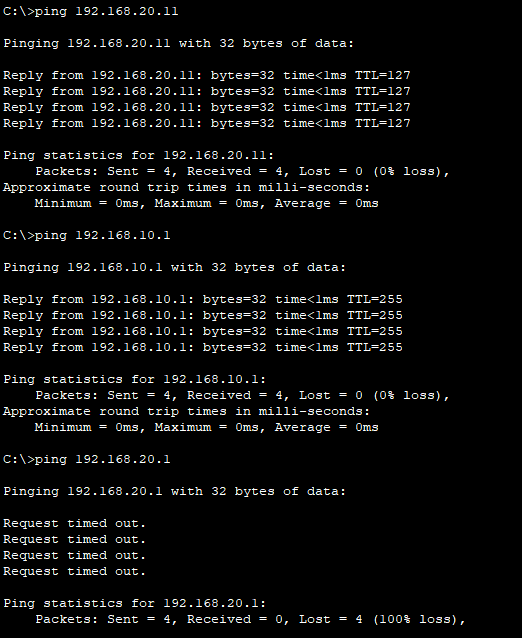 C:\>ping 192.168.20.11
Pinging 192.168.20.11 with 32 bytes of data:
Reply from 192.168.20.11: bytes=32 time<1ms TTL=127
Reply from 192.168.20.11: bytes=32 time<1ms TTL=127
Reply from 192.168.20.11: bytes=32 time<1ms TTL=127
Reply from 192.168.20.11: bytes=32 time<1ms TTL=127
Ping statistics for 192.168.20.11:
    Packets: Sent = 4, Received = 4, Lost = 0 (0% loss),
Approximate round trip times in milli-seconds:
    Minimum = 0ms, Maximum = 0ms, Average = 0ms
C:\>ping 192.168.10.1
Pinging 192.168.10.1 with 32 bytes of data:
Reply from 192.168.10.1: bytes=32 time<1ms TTL=255
Reply from 192.168.10.1: bytes=32 time<1ms TTL=255
Reply from 192.168.10.1: bytes=32 time<1ms TTL=255
Reply from 192.168.10.1: bytes=32 time<1ms TTL=255
Ping statistics for 192.168.10.1:
    Packets: Sent = 4, Received = 4, Lost = 0 (0% loss),
Approximate round trip times in milli-seconds:
    Minimum = 0ms, Maximum = 0ms, Average = 0ms
C:\>ping 192.168.20.1
Pinging 192.168.20.1 with 32 bytes of data:
Request timed out.
Request timed out.
Request timed out.
Request timed out.
Ping statistics for 192.168.20.1:
    Packets: Sent = 4, Received = 0, Lost = 4 (100% loss),